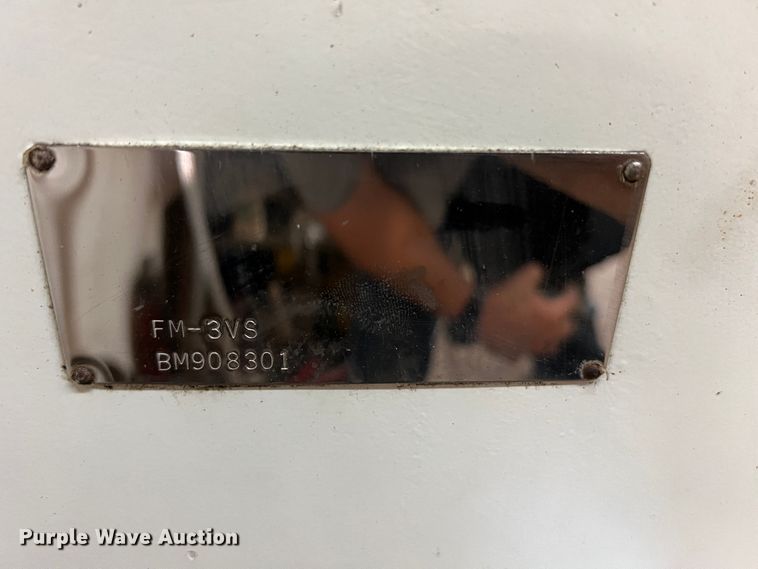 FM-3VS
BM908301
Purple Wave Auction